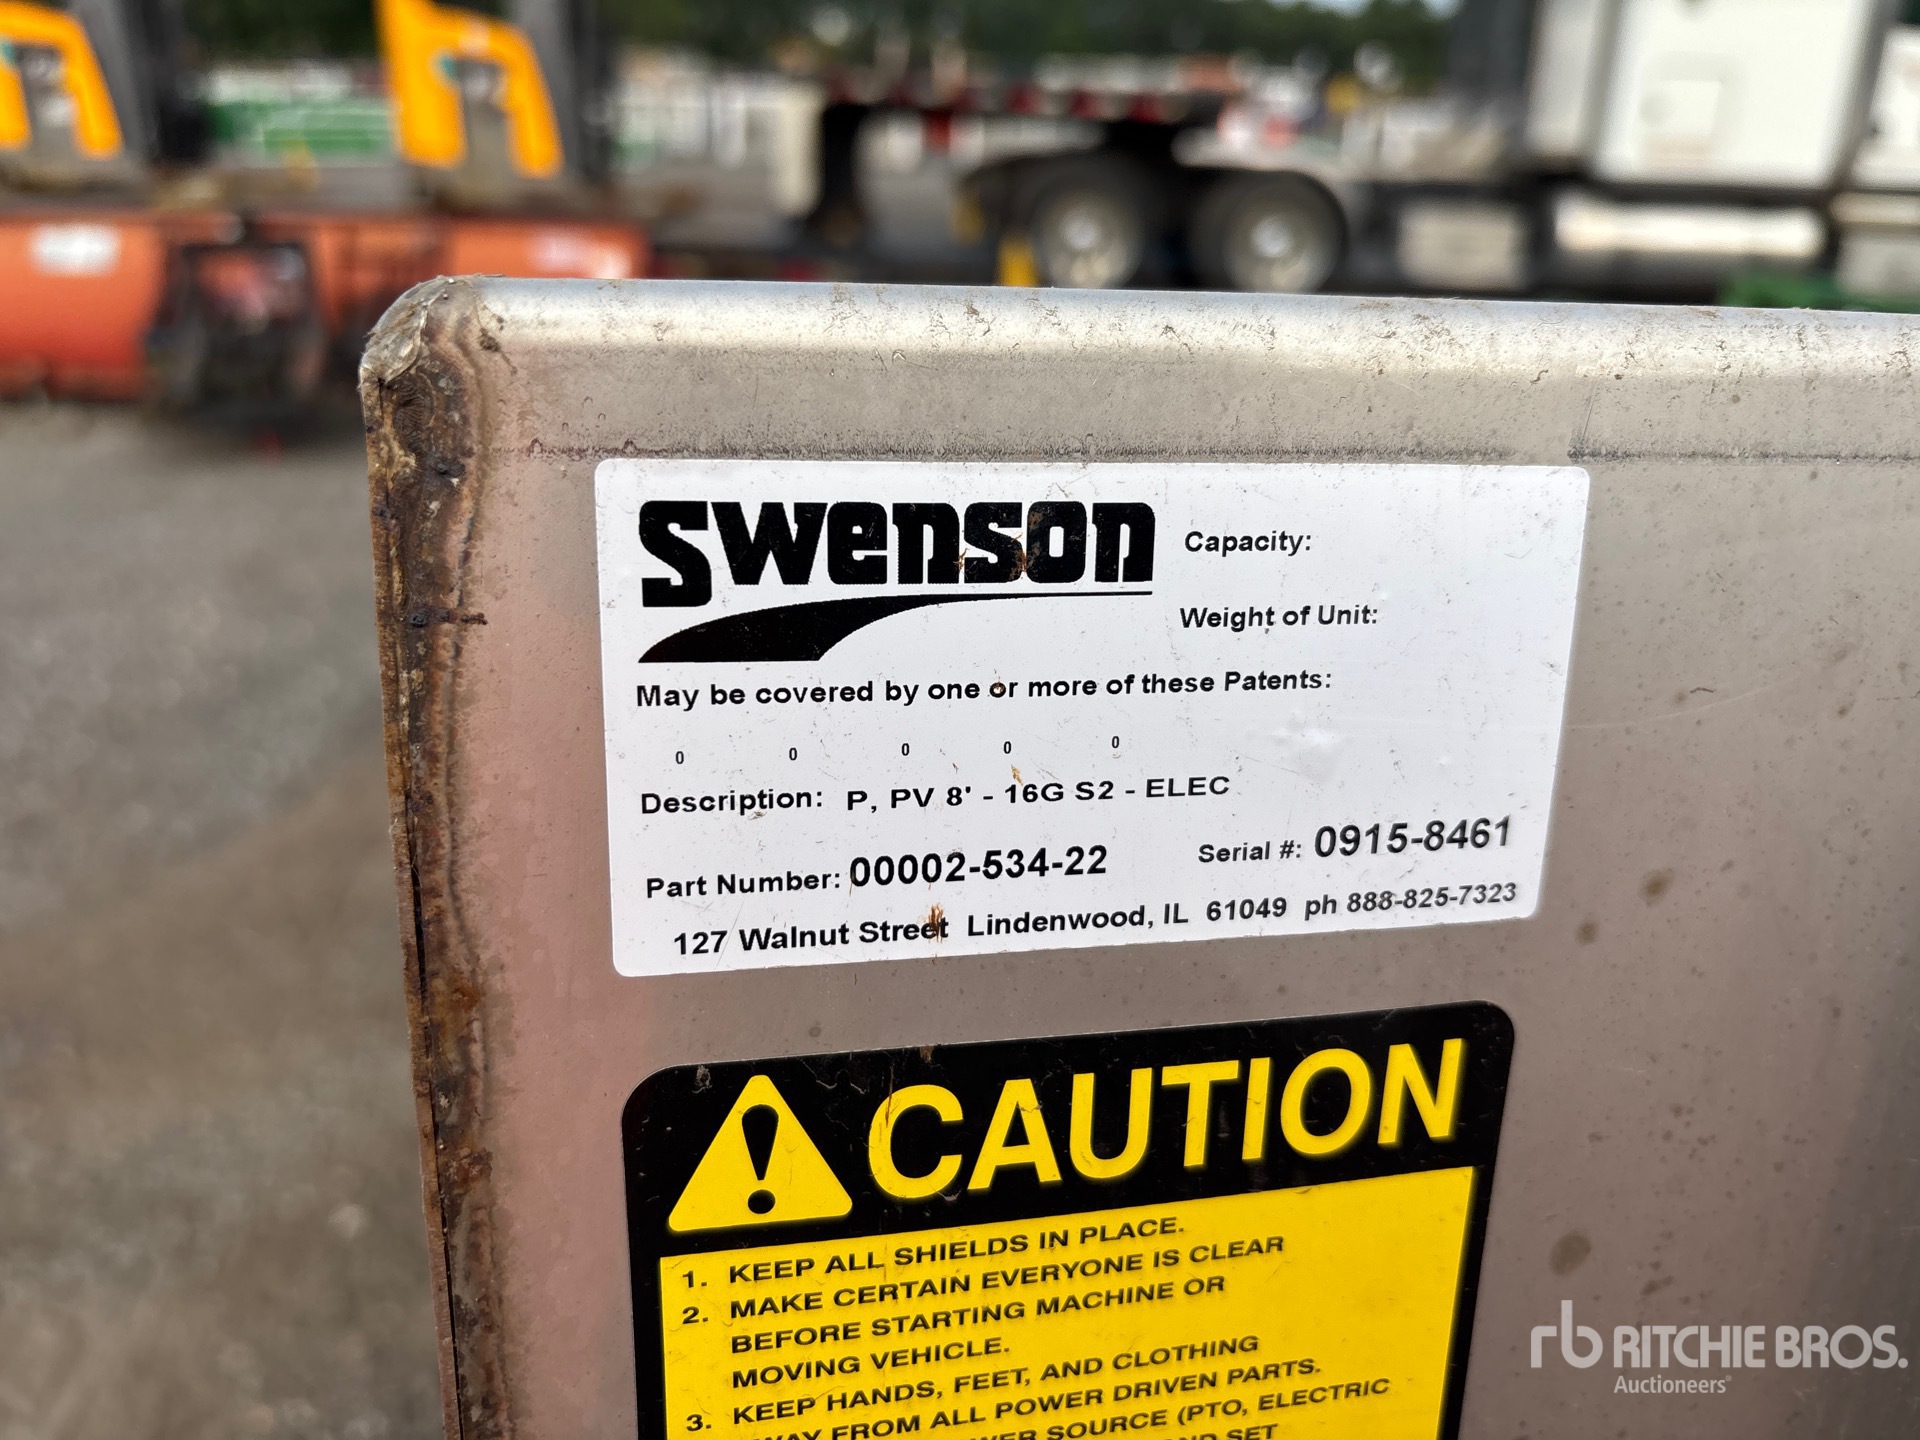 Swenson
Capacity:
Weight of Unit:
May be covered by one or more of these Patents:
0 0 0 0 0
Description: P, PV 8' - 16G S2 - ELEC
Part Number: 00002-534-22 Serial #: 0915-8461
127 Walnut Street Lindenwood, IL 61049 ph 888-825-7323
CAUTION
1. KEEP ALL SHIELDS IN PLACE.
2. MAKE CERTAIN EVERYONE IS CLEAR
BEFORE STARTING MACHINE OR
MOVING VEHICLE.
3. KEEP HANDS, FEET, AND CLOTHING
AWAY FROM ALL POWER DRIVEN PARTS.
SOURCE (PTO, ELECTRIC
SET
rb RITCHIE BROS.
Auctioneers